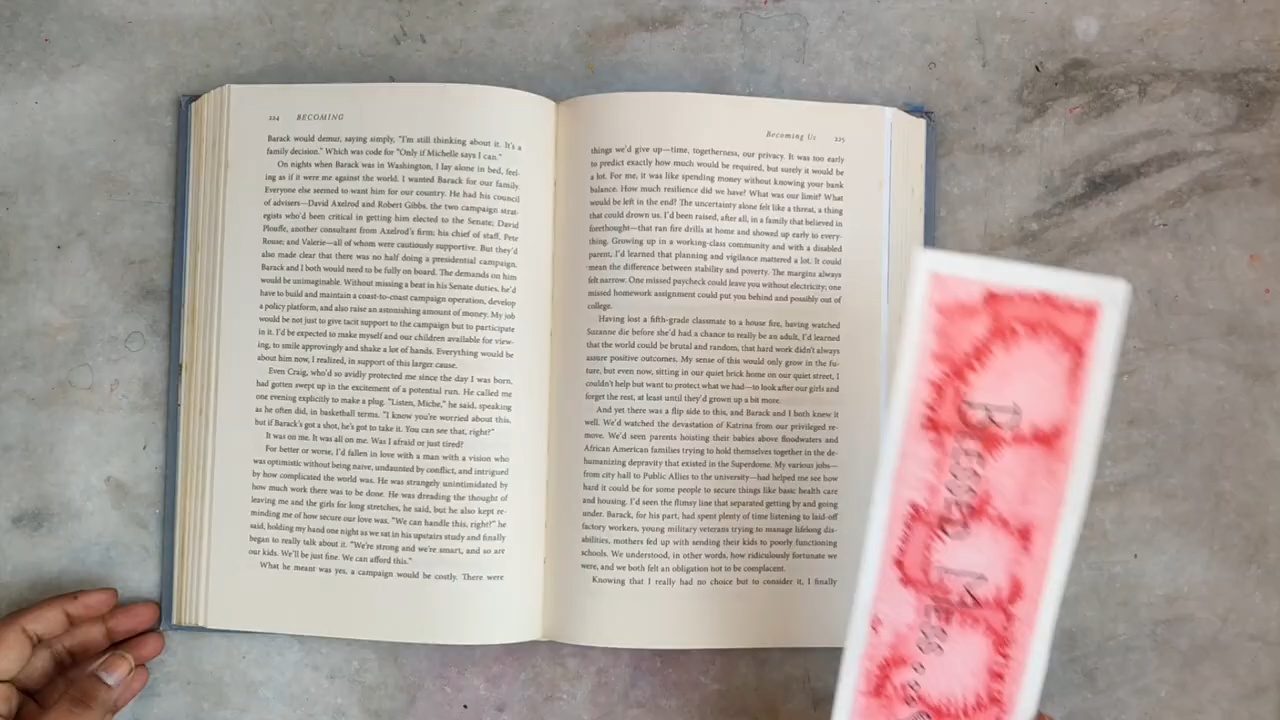 224 BECOMING
Barack would demur, saying simply, "I'm still thinking about it. It's a
family decision." Which was code for "Only if Michelle says I can."
On nights when Barack was in Washington, I lay alone in bed, feel-
ing as if it were me against the world. I wanted Barack for our family.
Everyone else seemed to want him for our country. He had his council
of advisers—David Axelrod and Robert Gibbs, the two campaign strat-
egists who'd been critical in getting him elected to the Senate; David
Plouffe, another consultant from Axelrod's firm; his chief of staff, Pete
Rouse; and Valerie—all of whom were cautiously supportive. But they'd
also made clear that there was no half doing a presidential campaign.
Barack and I both would need to be fully on board. The demands on him
would be unimaginable. Without missing a beat in his Senate duties, he'd
have to build and maintain a coast-to-coast campaign operation, develop
a policy platform, and also raise an astonishing amount of money. My job
would be not just to give tacit support to the campaign but to participate
in it. I'd be expected to make myself and our children available for view-
ing, to smile approvingly and shake a lot of hands. Everything would be
about him now, I realized, in support of this larger cause.
Even Craig, who'd so avidly protected me since the day I was born,
had gotten swept up in the excitement of a potential run. He called me
one evening explicitly to make a plug. "Listen, Miche," he said, speaking
as he often did, in basketball terms. "I know you're worried about this,
but if Barack's got a shot, he's got to take it. You can see that, right?"
It was on me. It was all on me. Was I afraid or just tired?
For better or worse, I'd fallen in love with a man with a vision who
was optimistic without being naive, undaunted by conflict, and intrigued
by how complicated the world was. He was strangely unintimidated by
how much work there was to be done. He was dreading the thought of
leaving me and the girls for long stretches, he said, but he also kept re-
minding me of how secure our love was. "We can handle this, right?" he
said, holding my hand one night as we sat in his upstairs study and finally
began to really talk about it. "We're strong and we're smart, and so are
our kids. We'll be just fine. We can afford this."
What he meant was yes, a campaign would be costly. There were
Becoming Us 225
things we'd give up—time, togetherness, our privacy. It was too early
to predict exactly how much would be required, but surely it would be
a lot. For me, it was like spending money without knowing your bank
balance. How much resilience did we have? What was our limit? What
would be left in the end? The uncertainty alone felt like a threat, a thing
that could drown us. I'd been raised, after all, in a family that believed in
forethought—that ran fire drills at home and showed up early to every-
thing. Growing up in a working-class community and with a disabled
parent, I'd learned that planning and vigilance mattered a lot. It could
mean the difference between stability and poverty. The margins always
felt narrow. One missed paycheck could leave you without electricity; one
missed homework assignment could put you behind and possibly out of
college.
Having lost a fifth-grade classmate to a house fire, having watched
Suzanne die before she'd had a chance to really be an adult, I'd learned
that the world could be brutal and random, that hard work didn't always
assure positive outcomes. My sense of this would only grow in the fu-
ture, but even now, sitting in our quiet brick home on our quiet street, I
couldn't help but want to protect what we had—to look after our girls and
forget the rest, at least until they'd grown up a bit more.
And yet there was a flip side to this, and Barack and I both knew it
well. We'd watched the devastation of Katrina from our privileged re-
move. We'd seen parents hoisting their babies above floodwaters and
African American families trying to hold themselves together in the de-
humanizing depravity that existed in the Superdome. My various jobs—
from city hall to Public Allies to the university—had helped me see how
hard it could be for some people to secure things like basic health care
and housing. I'd seen the flimsy line that separated getting by and going
under. Barack, for his part, had spent plenty of time listening to laid-off
factory workers, young military veterans trying to manage lifelong dis-
abilities, mothers fed up with sending their kids to poorly functioning
schools. We understood, in other words, how ridiculously fortunate we
were, and we both felt an obligation not to be complacent.
Knowing that I really had no choice but to consider it, I finally